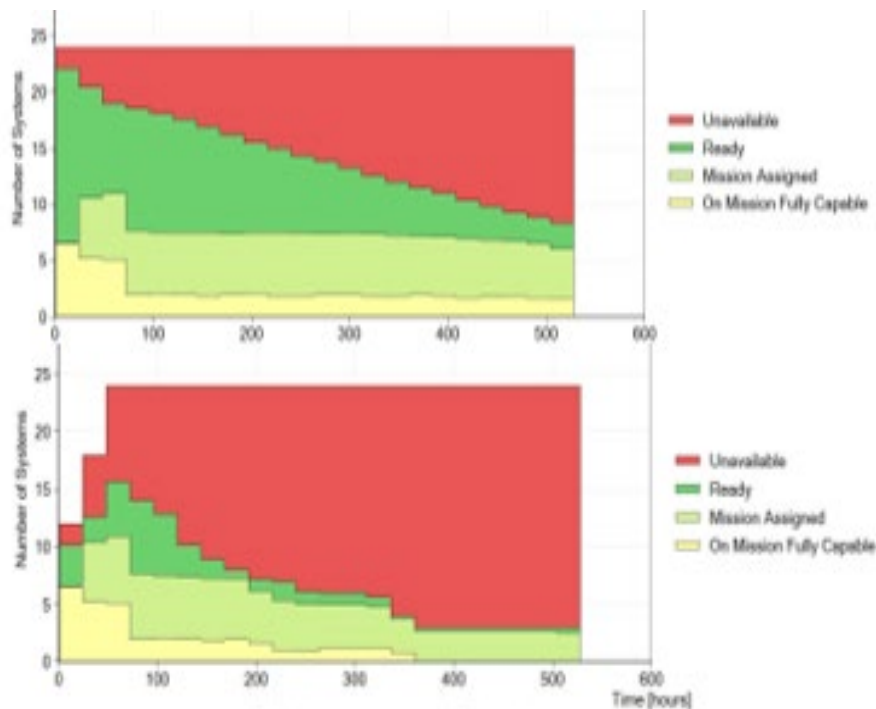 Number of Systems
25
20
15
10
5
0
0 100 200 300 400 500 600
Unavailable
Ready
Mission Assigned
On Mission Fully Capable
Number of Systems
25
20
15
10
5
0
0 100 200 300 400 500 600
Time [hours]
Unavailable
Ready
Mission Assigned
On Mission Fully Capable